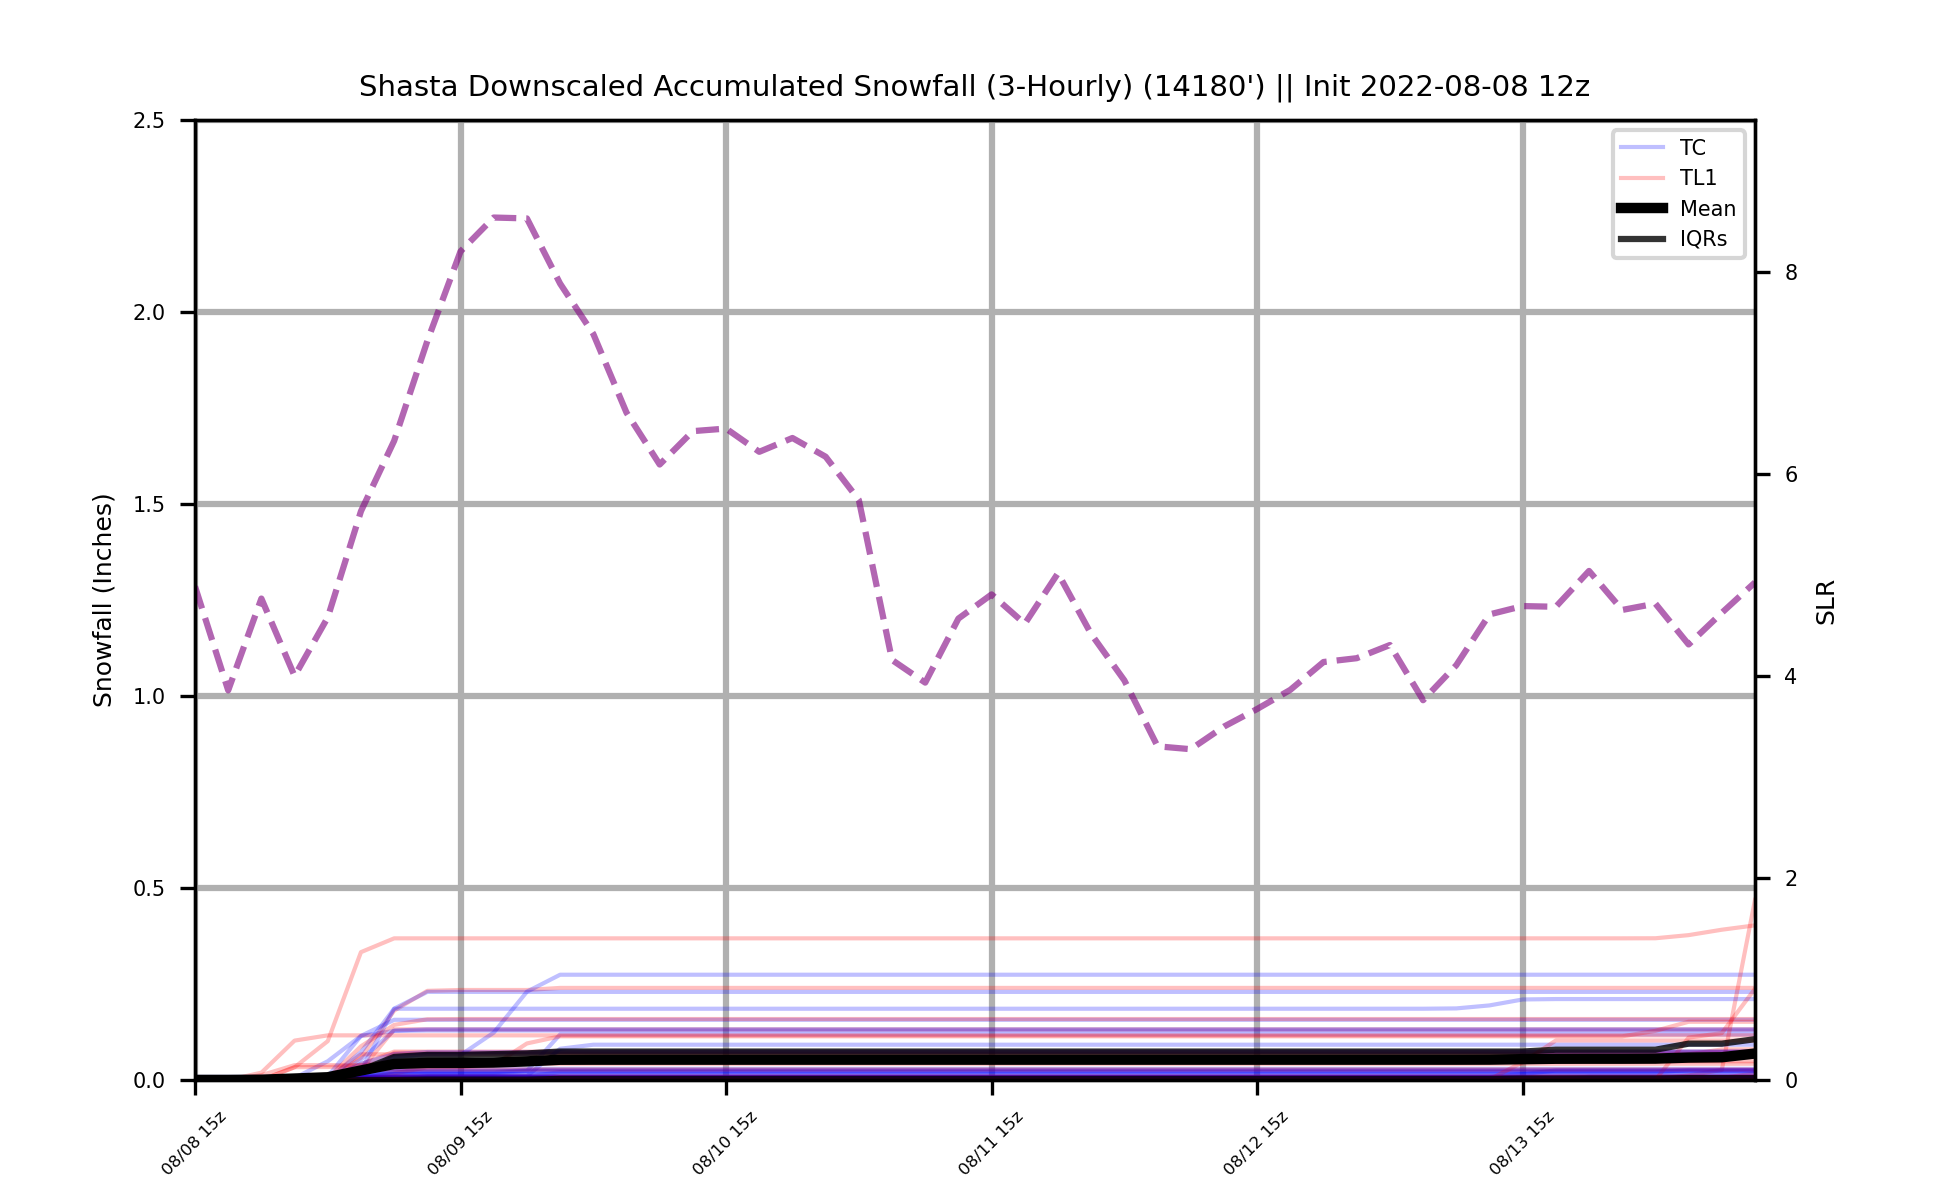 Shasta Downscaled Accumulated Snowfall (3-Hourly) (14180') || Init 2022-08-08 12z
TC
TL1
Mean
IQRs
Snowfall (Inches)
2.5
2.0
1.5
1.0
0.5
0.0
SLR
8
6
4
2
0
08/08 15z
08/09 15z
08/10 15z
08/11 15z
08/12 15z
08/13 15z